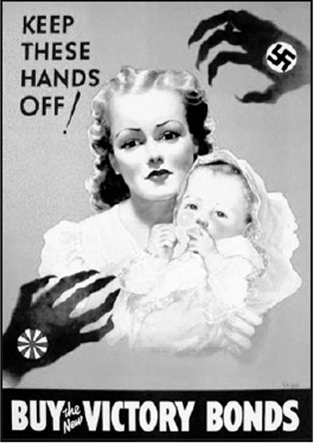 KEEP
THESE
HANDS
OFF!
BUY the New VICTORY BONDS